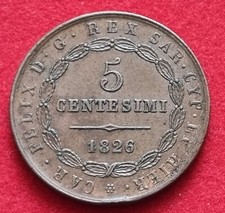 CAR · FELIX D · G · REX SAR · CYP · ET HIER ·
5
CENTESIMI
1826